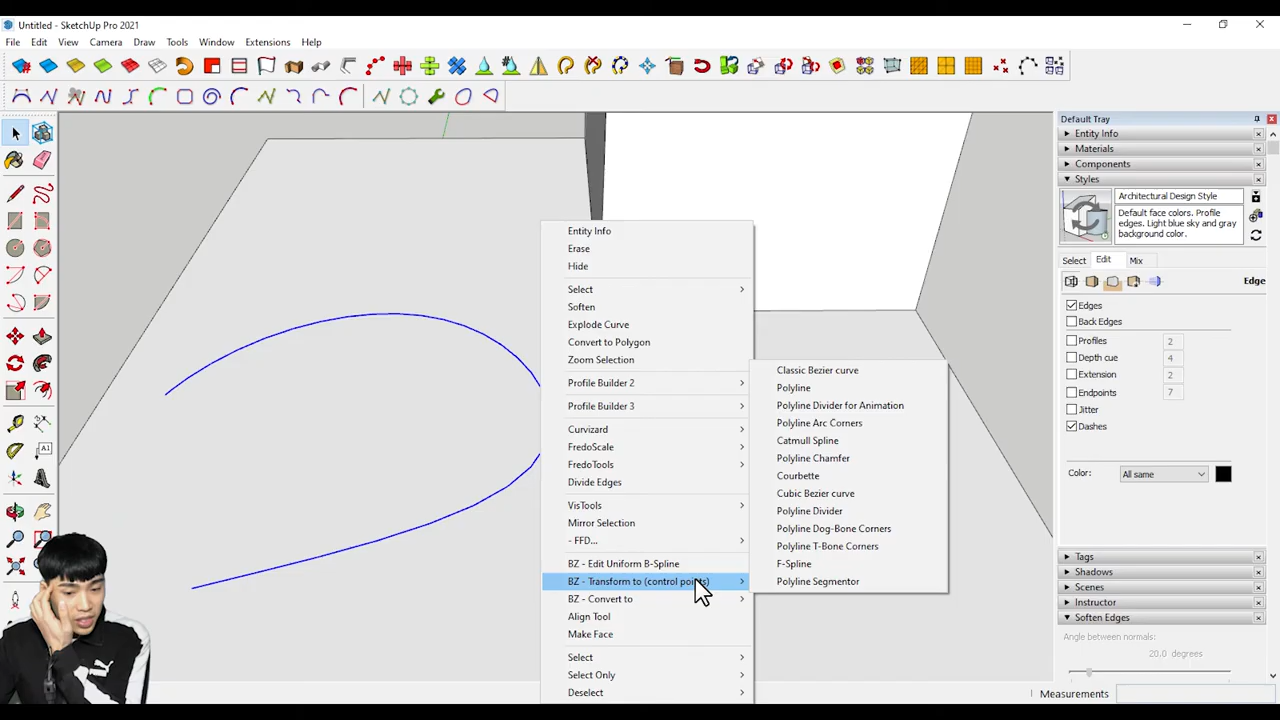 Untitled - SketchUp Pro 2021
File Edit View Camera Draw Tools Window Extensions Help
Default Tray
Entity Info
Materials
Components
Styles
Architectural Design Style
Default face colors. Profile
edges. Light blue sky and gray
background color.
Select Edit Mix
Edge
Edges
Back Edges
Profiles 2
Depth cue 4
Extension 2
Endpoints 7
Jitter
Dashes
Color: All same
Tags
Shadows
Scenes
Instructor
Soften Edges
Angle between normals:
20.0 degrees
Measurements
A1
Entity Info
Erase
Hide
Select
Soften
Explode Curve
Convert to Polygon
Zoom Selection
Profile Builder 2
Profile Builder 3
Curvizard
FredoScale
FredoTools
Divide Edges
VisTools
Mirror Selection
- FFD...
BZ - Edit Uniform B-Spline
BZ - Transform to (control points)
BZ - Convert to
Align Tool
Make Face
Select
Select Only
Deselect
Classic Bezier curve
Polyline
Polyline Divider for Animation
Polyline Arc Corners
Catmull Spline
Polyline Chamfer
Courbette
Cubic Bezier curve
Polyline Divider
Polyline Dog-Bone Corners
Polyline T-Bone Corners
F-Spline
Polyline Segmentor